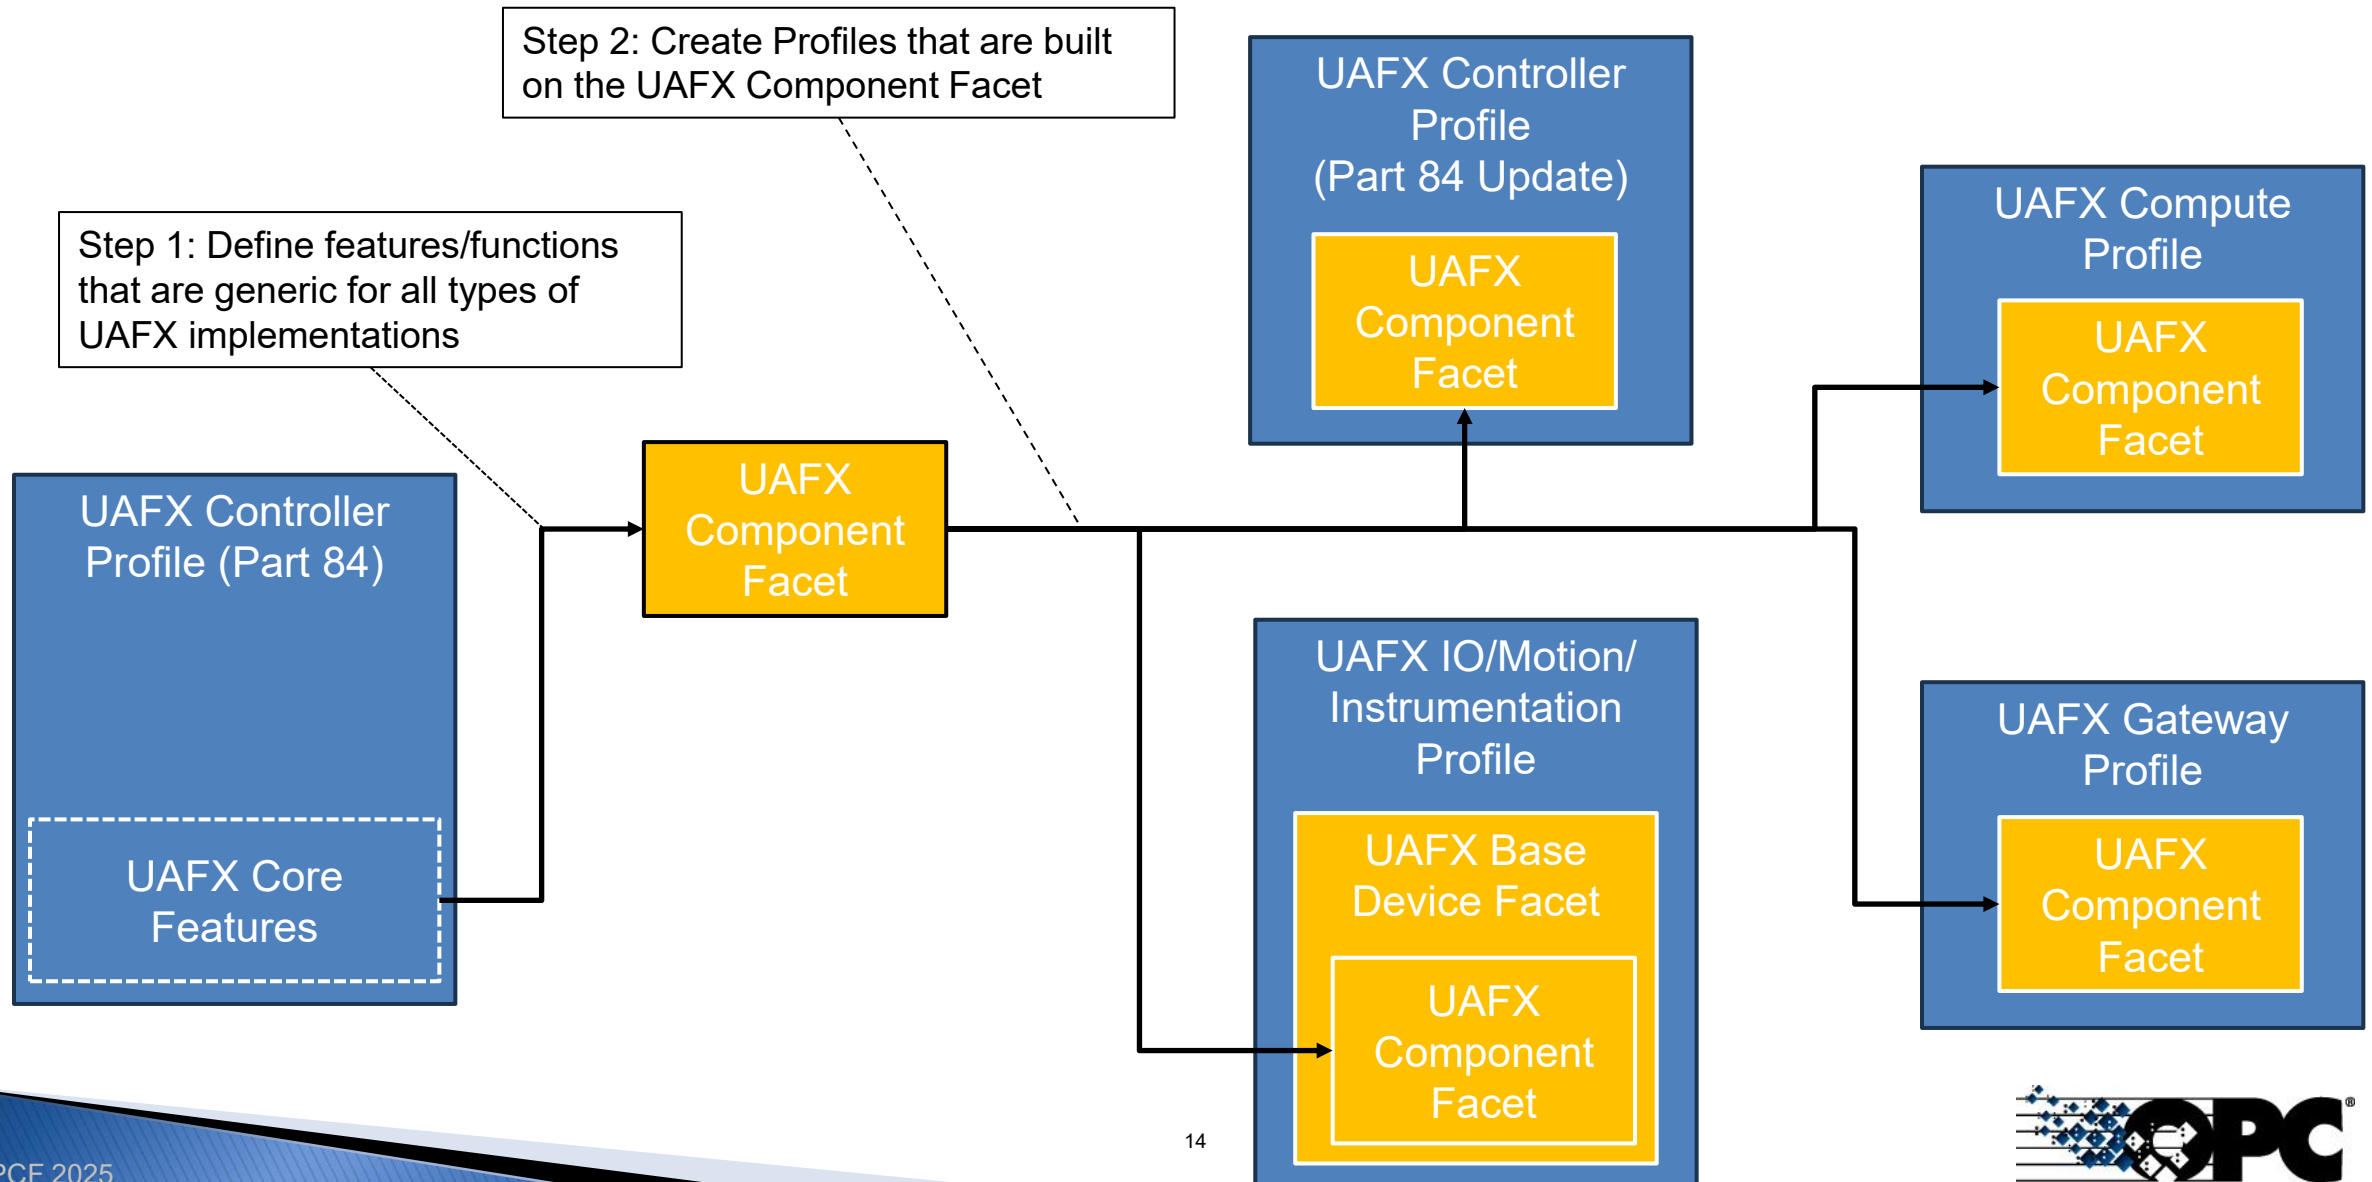 Step 2: Create Profiles that are built
on the UAFX Component Facet
Step 1: Define features/functions
that are generic for all types of
UAFX implementations
UAFX Controller
Profile (Part 84)
UAFX Core
Features
UAFX
Component
Facet
UAFX Controller
Profile
(Part 84 Update)
UAFX
Component
Facet
UAFX IO/Motion/
Instrumentation
Profile
UAFX Base
Device Facet
UAFX
Component
Facet
UAFX Compute
Profile
UAFX
Component
Facet
UAFX Gateway
Profile
UAFX
Component
Facet
14
OPC®
2025